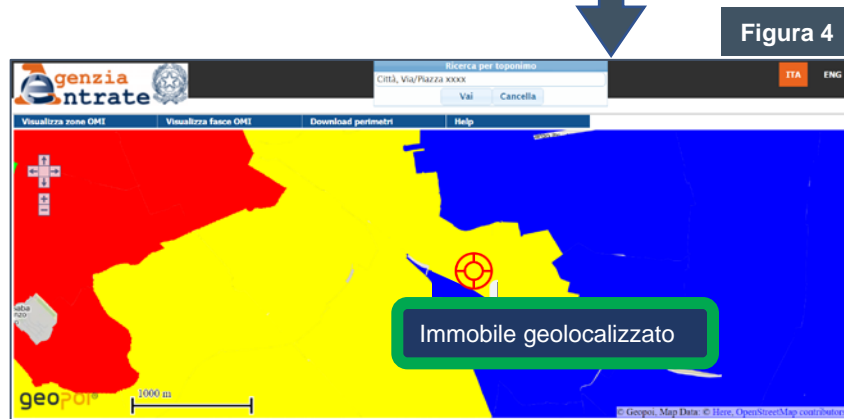 Figura 4
Agenzia
Entrate
Ricerca per toponimo
Città, Via/Piazza xxxx
Vai Cancella
ITA ENG
Visualizza zone OMI Visualizza fasce OMI Download perimetri Help
Immobile geolocalizzato
geopoi®
1000 m
© Geopoi, Map Data: © Here, OpenStreetMap contributors